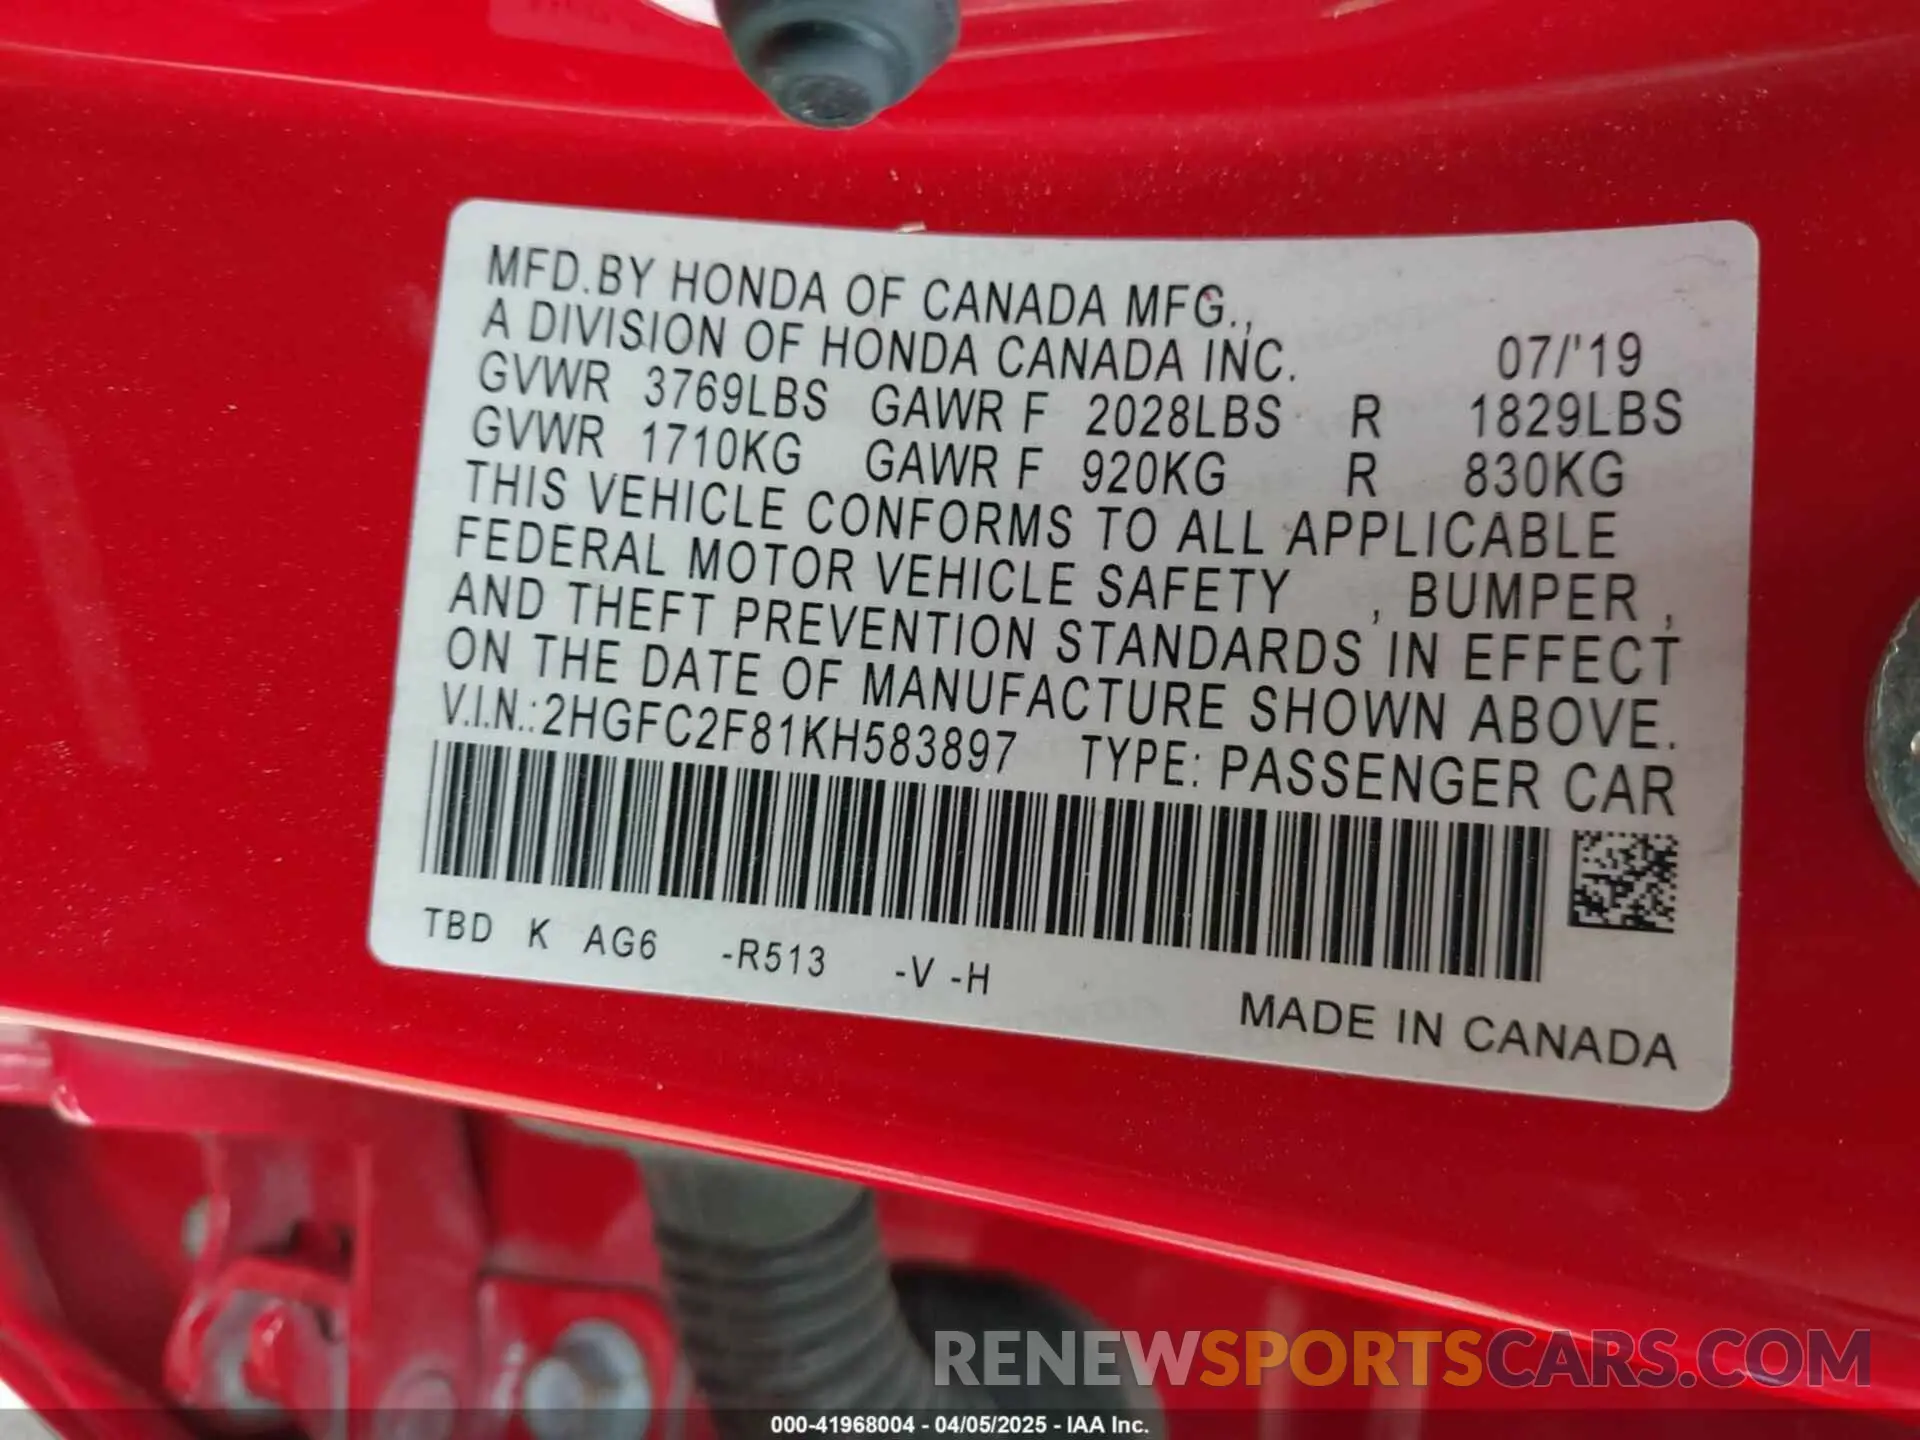 MFD.BY HONDA OF CANADA MFG.,
A DIVISION OF HONDA CANADA INC. 07/'19
GVWR 3769LBS GAWR F 2028LBS R 1829LBS
GVWR 1710KG GAWR F 920KG R 830KG
THIS VEHICLE CONFORMS TO ALL APPLICABLE
FEDERAL MOTOR VEHICLE SAFETY , BUMPER ,
AND THEFT PREVENTION STANDARDS IN EFFECT
ON THE DATE OF MANUFACTURE SHOWN ABOVE.
V.I.N.:2HGFC2F81KH583897 TYPE: PASSENGER CAR
TBD K AG6 -R513 -V -H
MADE IN CANADA
RENEWSPORTSCARS.COM
000-41968004 - 04/05/2025 - IAA Inc.